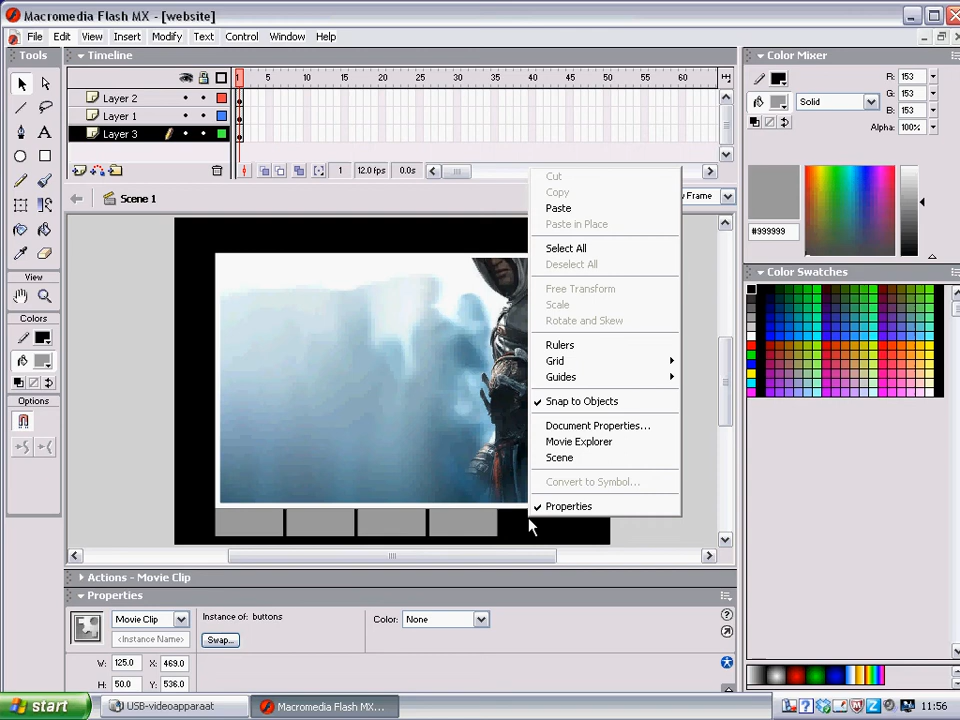 Macromedia Flash MX - [website]
File Edit View Insert Modify Text Control Window Help
Tools
Timeline
Color Mixer
1 5 10 15 20 25 30 35 40 45 50 55 60
R: 153
Layer 2
Solid
G: 153
Layer 1
B: 153
Layer 3
Alpha: 100%
1 12.0 fps 0.0s
Scene 1
Frame
#999999
Cut
Copy
Paste
Paste in Place
Select All
Deselect All
Free Transform
Scale
Rotate and Skew
Rulers
Grid
Guides
Snap to Objects
Document Properties...
Movie Explorer
Scene
Convert to Symbol...
Properties
View
Colors
Options
Color Swatches
Actions - Movie Clip
Properties
Movie Clip
Instance of: buttons
Color: None
<Instance Name>
Swap...
W: 125.0 X: 469.0
H: 50.0 Y: 536.0
start
USB-videoapparaat
Macromedia Flash MX...
11:56